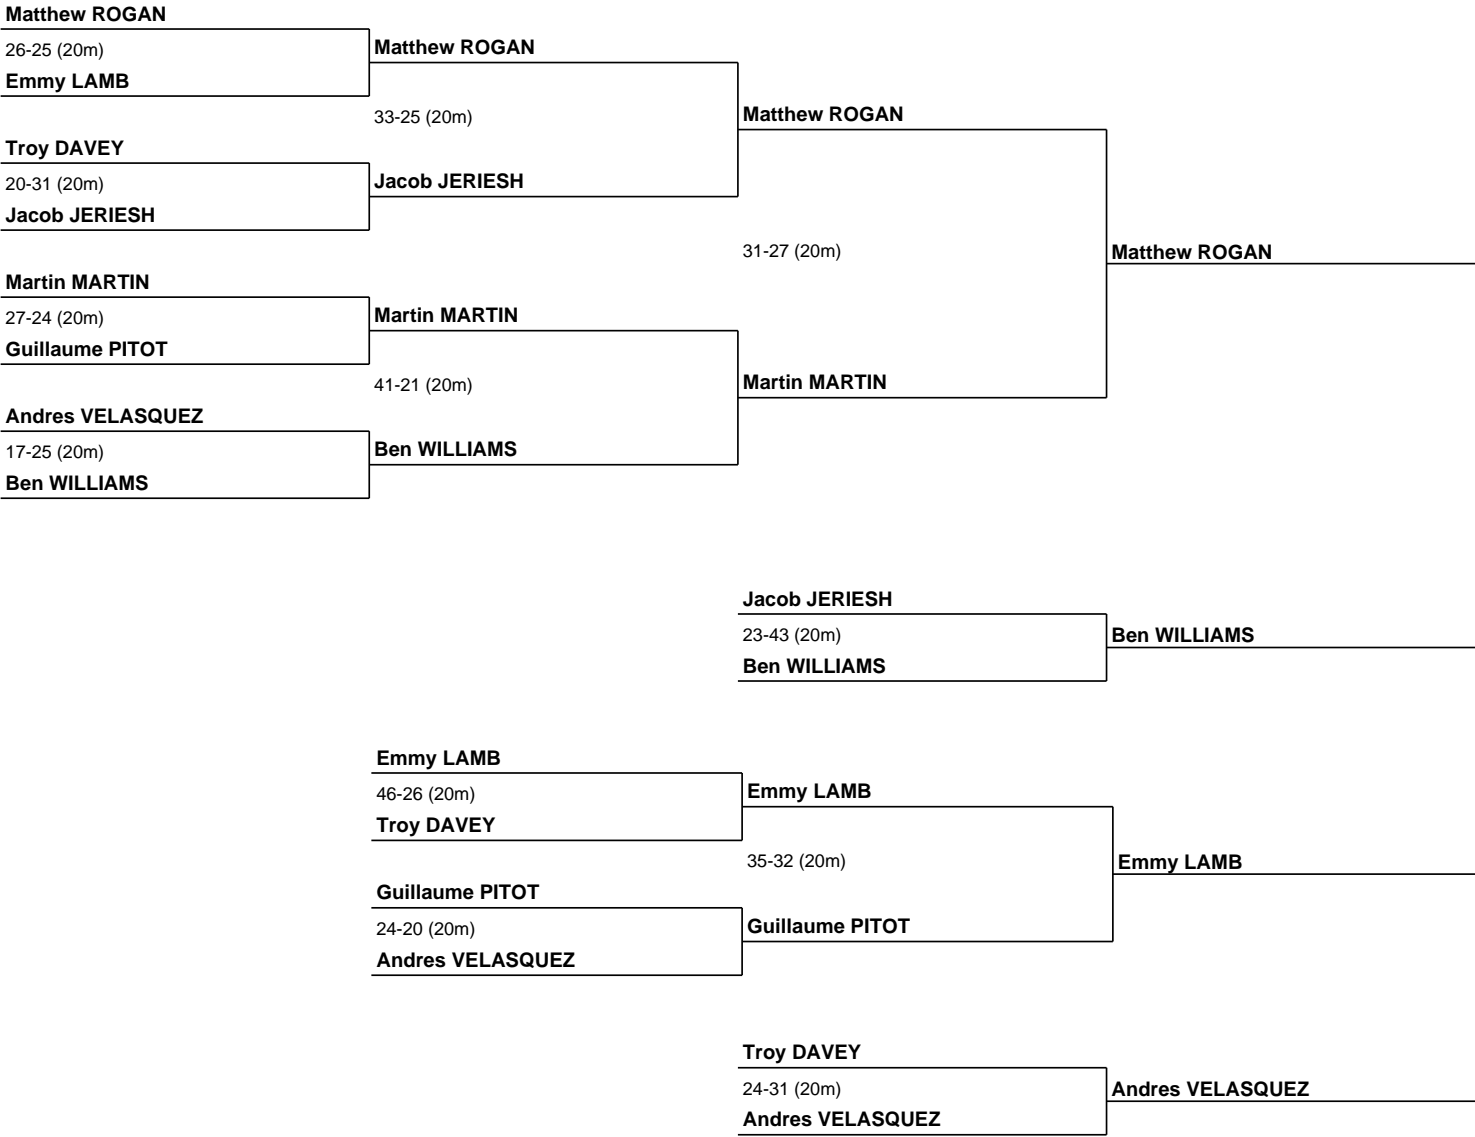 Matthew ROGAN
26-25 (20m)
Matthew ROGAN
Emmy LAMB
Matthew ROGAN
33-25 (20m)
Troy DAVEY
20-31 (20m)
Jacob JERIESH
Jacob JERIESH
31-27 (20m)
Matthew ROGAN
Martin MARTIN
27-24 (20m)
Martin MARTIN
Guillaume PITOT
Martin MARTIN
41-21 (20m)
Andres VELASQUEZ
17-25 (20m)
Ben WILLIAMS
Ben WILLIAMS
Jacob JERIESH
23-43 (20m)
Ben WILLIAMS
Ben WILLIAMS
Emmy LAMB
46-26 (20m)
Emmy LAMB
Troy DAVEY
35-32 (20m)
Emmy LAMB
Guillaume PITOT
24-20 (20m)
Guillaume PITOT
Andres VELASQUEZ
Troy DAVEY
24-31 (20m)
Andres VELASQUEZ
Andres VELASQUEZ